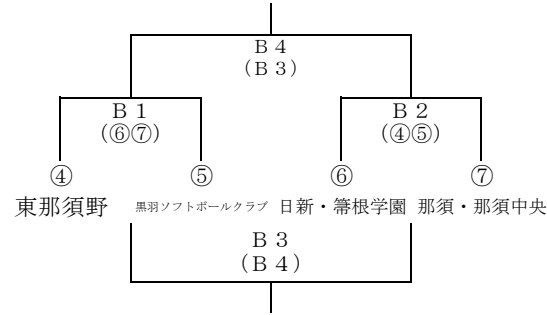 Ｂ４
(Ｂ３)
Ｂ１
(⑥⑦)
Ｂ２
(④⑤)
④
⑤
⑥
⑦
東那須野
黒羽ソフトボールクラブ
日新・箒根学園
那須・那須中央
Ｂ３
(Ｂ４)